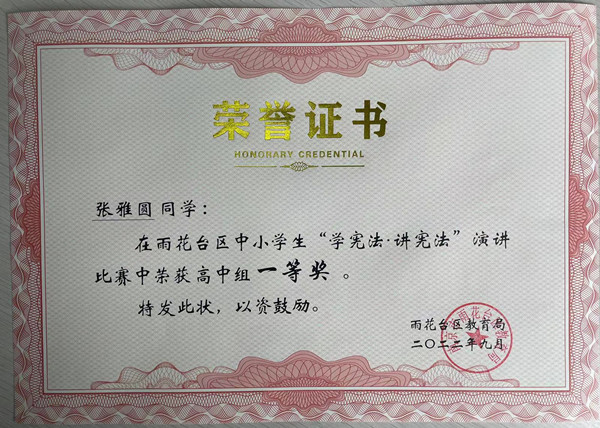 荣誉证书
HONORARY CREDENTIAL
张雅圆同学：
在雨花台区中小学生“学宪法·讲宪法”演讲
比赛中荣获高中组一等奖。
特发此状，以资鼓励。
雨花台区教育局
二〇二二年九月